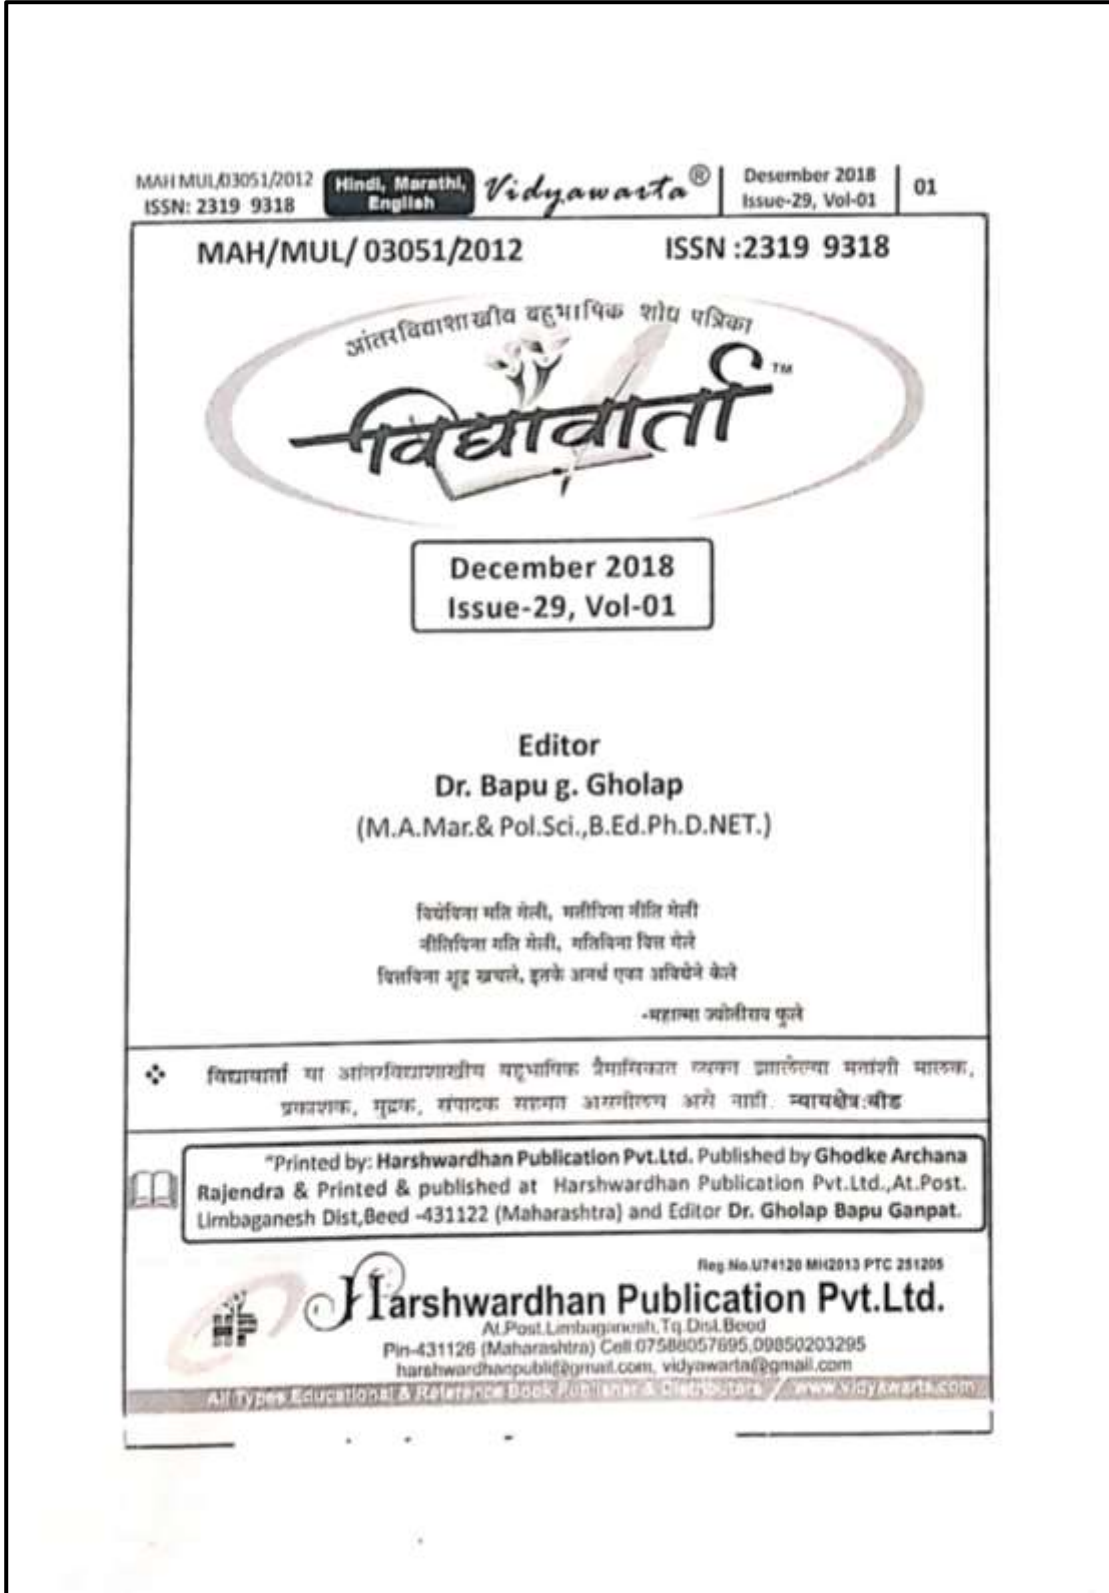 MAH MUL/03051/2012
ISSN: 2319 9318
Hindi, Marathi,
English
Vidyawarta®
Desember 2018
Issue-29, Vol-01
01
MAH/MUL/ 03051/2012 ISSN :2319 9318
आंतरविद्याशाखीय बहुभाषिक शोध पत्रिका
विद्यावार्ता TM
December 2018
Issue-29, Vol-01
Editor
Dr. Bapu g. Gholap
(M.A.Mar.& Pol.Sci.,B.Ed.Ph.D.NET.)
विद्येविना मति गेली, मतीविना नीति गेली
नीतिविना गति गेली, गतिविना वित्त गेले
वित्तविना शूद्र खचले, इतके अनर्थ एका अविद्येने केले
-महात्मा ज्योतीराव फुले
❖ विद्यावार्ता या आंतरविद्याशाखीय बहूभाषिक त्रैमासिकात व्यक्त झालेल्या मतांशी मालक,
प्रकाशक, मुद्रक, संपादक सहमत असतीलच असे नाही. न्यायक्षेत्र:बीड
"Printed by: Harshwardhan Publication Pvt.Ltd. Published by Ghodke Archana
Rajendra & Printed & published at Harshwardhan Publication Pvt.Ltd.,At.Post.
Limbaganesh Dist,Beed -431122 (Maharashtra) and Editor Dr. Gholap Bapu Ganpat.
Reg.No.U74120 MH2013 PTC 251205
Harshwardhan Publication Pvt.Ltd.
At.Post.Limbaganesh,Tq.Dist.Beed
Pin-431126 (Maharashtra) Cell:07588057695,09850203295
harshwardhanpubli@gmail.com, vidyawarta@gmail.com
All Types Educational & Reference Book Publisher & Distributors / www.vidyawarta.com